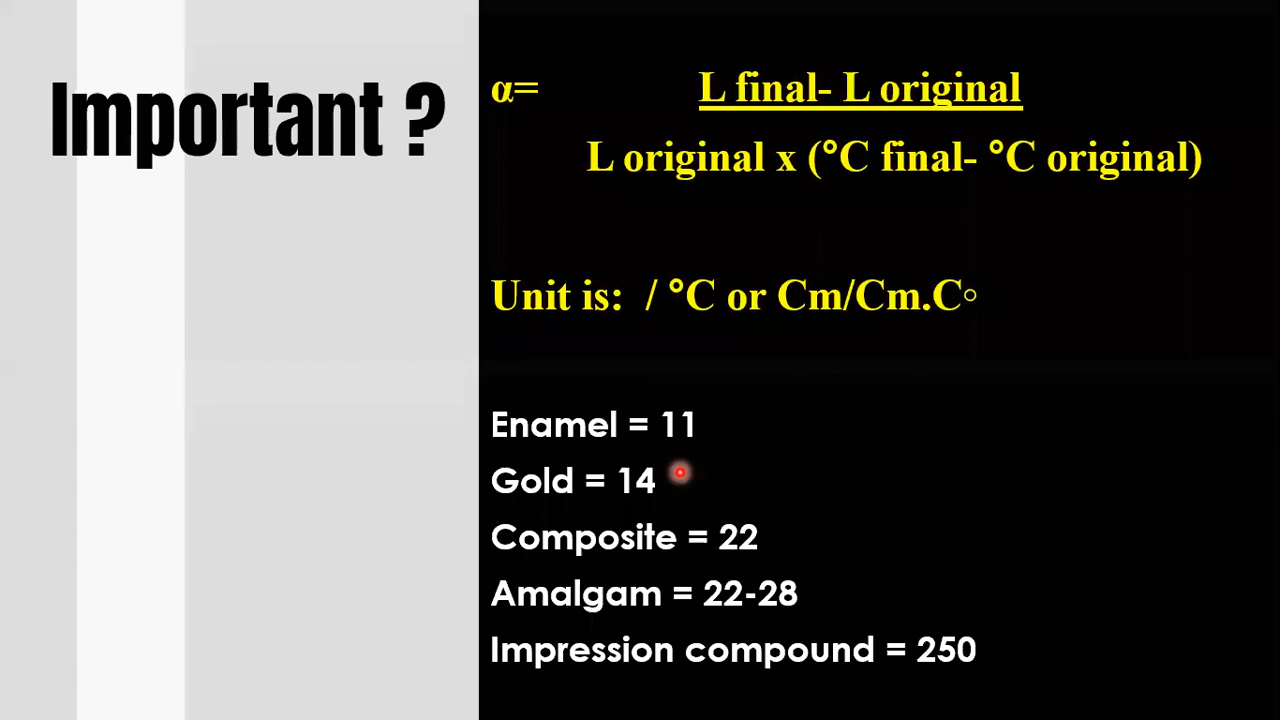 Important ?
α= L final- L original
L original x (°C final- °C original)
Unit is: / °C or Cm/Cm.C◦
Enamel = 11
Gold = 14
Composite = 22
Amalgam = 22-28
Impression compound = 250